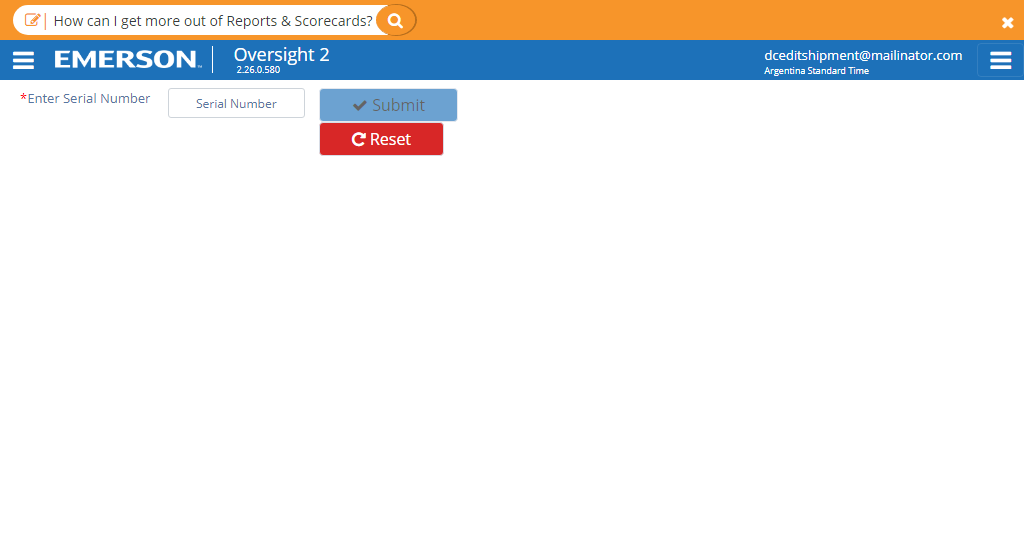 How can I get more out of Reports & Scorecards?
EMERSON™ Oversight 2
2.26.0.580
dceditshipment@mailinator.com
Argentina Standard Time
*Enter Serial Number
Serial Number
Submit
Reset